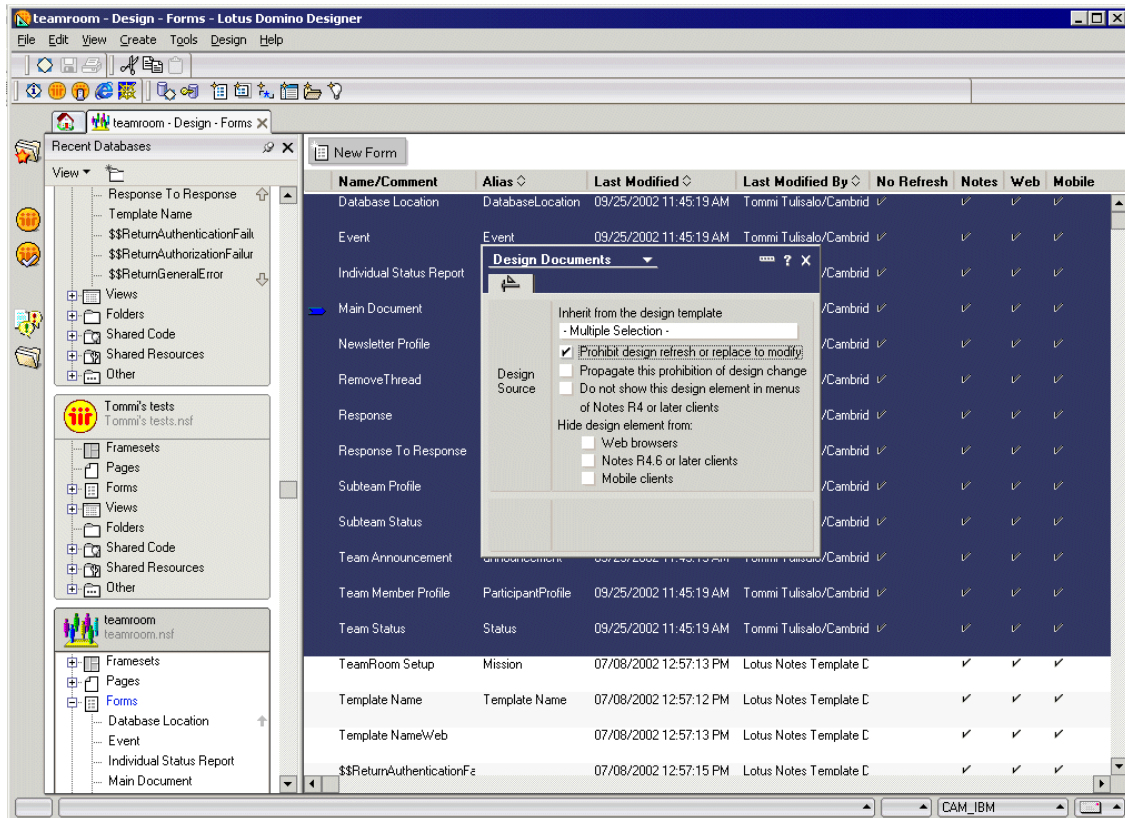 teamroom - Design - Forms - Lotus Domino Designer
File Edit View Create Tools Design Help
teamroom - Design - Forms
Recent Databases
View
Response To Response
Template Name
$$ReturnAuthenticationFail
$$ReturnAuthorizationFailur
$$ReturnGeneralError
Views
Folders
Shared Code
Shared Resources
Other
Tommi's tests
Tommi's tests.nsf
Framesets
Pages
Forms
Views
Folders
Shared Code
Shared Resources
Other
teamroom
teamroom.nsf
Framesets
Pages
Forms
Database Location
Event
Individual Status Report
Main Document
New Form
Name/Comment Alias Last Modified Last Modified By No Refresh Notes Web Mobile
Database Location DatabaseLocation 09/25/2002 11:45:19 AM Tommi Tulisalo/Cambrid
Event Event 09/25/2002 11:45:19 AM Tommi Tulisalo/Cambrid
Individual Status Report /Cambrid
Main Document /Cambrid
Newsletter Profile /Cambrid
RemoveThread /Cambrid
Response /Cambrid
Response To Response /Cambrid
Subteam Profile /Cambrid
Subteam Status /Cambrid
Team Announcement announcement 09/25/2002 11:45:19 AM Tommi Tulisalo/Cambrid
Team Member Profile ParticipantProfile 09/25/2002 11:45:19 AM Tommi Tulisalo/Cambrid
Team Status Status 09/25/2002 11:45:19 AM Tommi Tulisalo/Cambrid
TeamRoom Setup Mission 07/08/2002 12:57:13 PM Lotus Notes Template D
Template Name Template Name 07/08/2002 12:57:12 PM Lotus Notes Template D
Template NameWeb 07/08/2002 12:57:13 PM Lotus Notes Template D
$$ReturnAuthenticationFa 07/08/2002 12:57:15 PM Lotus Notes Template D
Design Documents
Design Source
Inherit from the design template
- Multiple Selection -
Prohibit design refresh or replace to modify
Propagate this prohibition of design change
Do not show this design element in menus
of Notes R4 or later clients
Hide design element from:
Web browsers
Notes R4.6 or later clients
Mobile clients
CAM_IBM